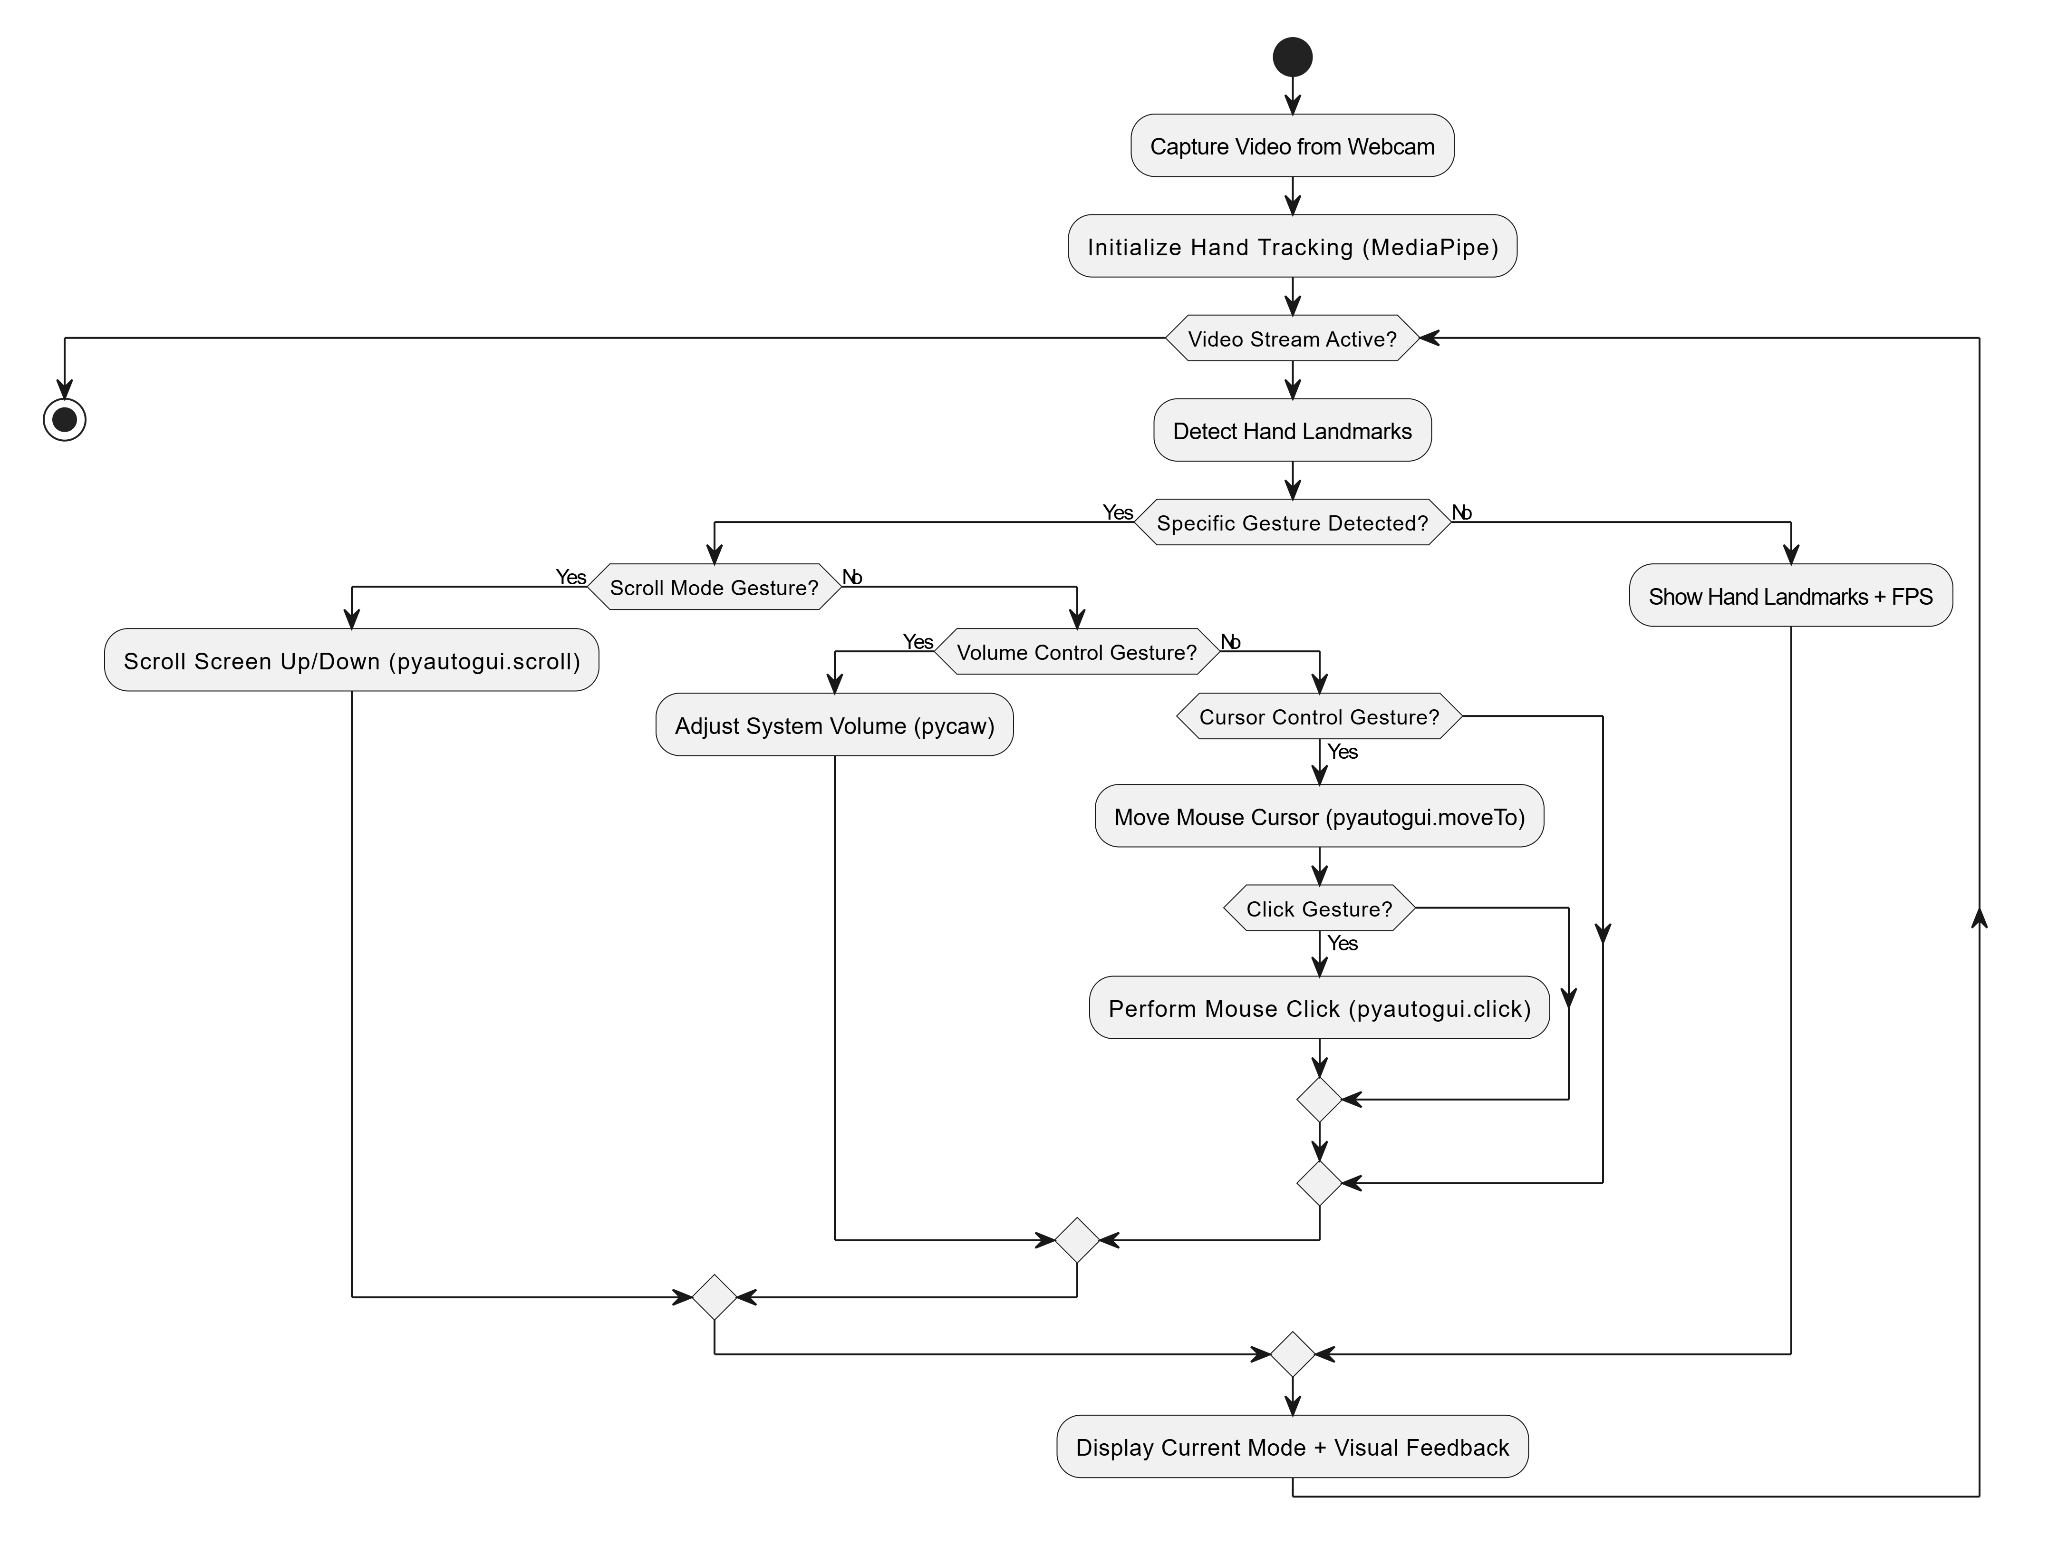 Capture Video from Webcam
Initialize Hand Tracking (MediaPipe)
Video Stream Active?
Detect Hand Landmarks
Yes
Specific Gesture Detected?
No
Yes
Scroll Mode Gesture?
No
Show Hand Landmarks + FPS
Scroll Screen Up/Down (pyautogui.scroll)
Yes
Volume Control Gesture?
No
Adjust System Volume (pycaw)
Cursor Control Gesture?
Yes
Move Mouse Cursor (pyautogui.moveTo)
Click Gesture?
Yes
Perform Mouse Click (pyautogui.click)
Display Current Mode + Visual Feedback